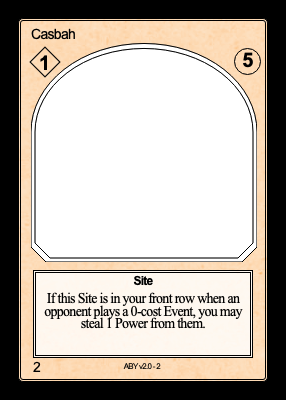 Casbah
1
5
Site
If this Site is in your front row when an
opponent plays a 0-cost Event, you may
steal 1 Power from them.
2
ABY v2.0 - 2